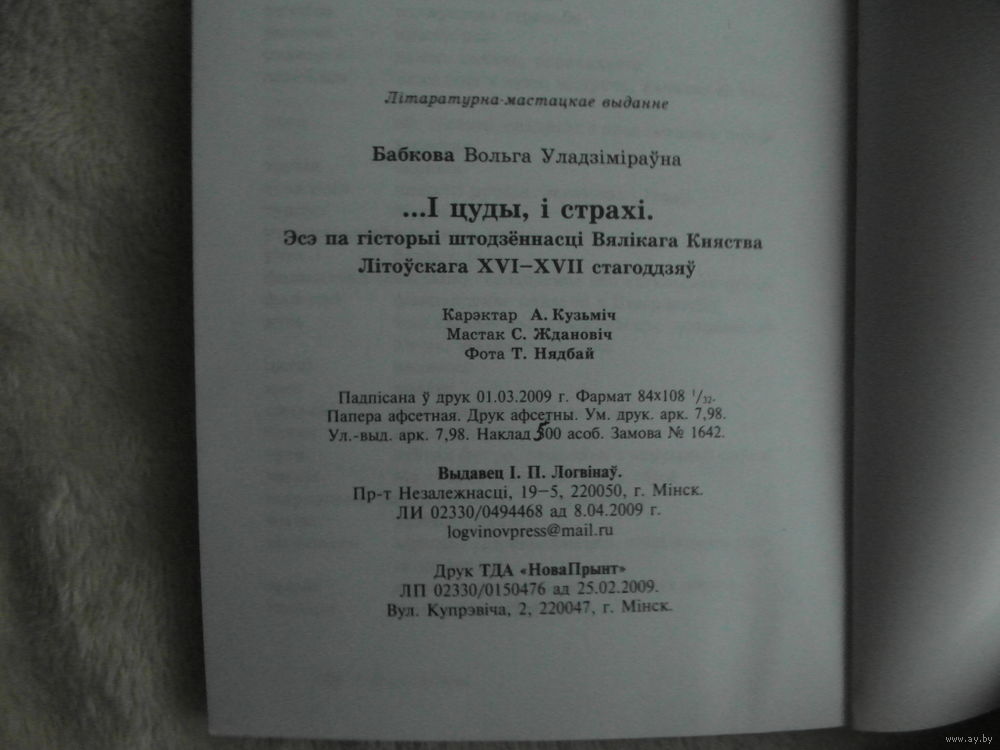 Літаратурна-мастацкае выданне
Бабкова Вольга Уладзіміраўна
...І цуды, і страхі.
Эсэ па гісторыі штодзённасці Вялікага Княства
Літоўскага XVI–XVII стагоддзяў
Карэктар А. Кузьміч
Мастак С. Ждановіч
Фота Т. Нядбай
Падпісана ў друк 01.03.2009 г. Фармат 84x108 1/32.
Папера афсетная. Друк афсетны. Ум. друк. арк. 7,98.
Ул.-выд. арк. 7,98. Наклад 500 асоб. Замова № 1642.
Выдавец І. П. Логвінаў.
Пр-т Незалежнасці, 19–5, 220050, г. Мінск.
ЛИ 02330/0494468 ад 8.04.2009 г.
logvinovpress@mail.ru
Друк ТДА «НоваПрынт»
ЛП 02330/0150476 ад 25.02.2009.
Вул. Купрэвіча, 2, 220047, г. Мінск.
www.ay.by